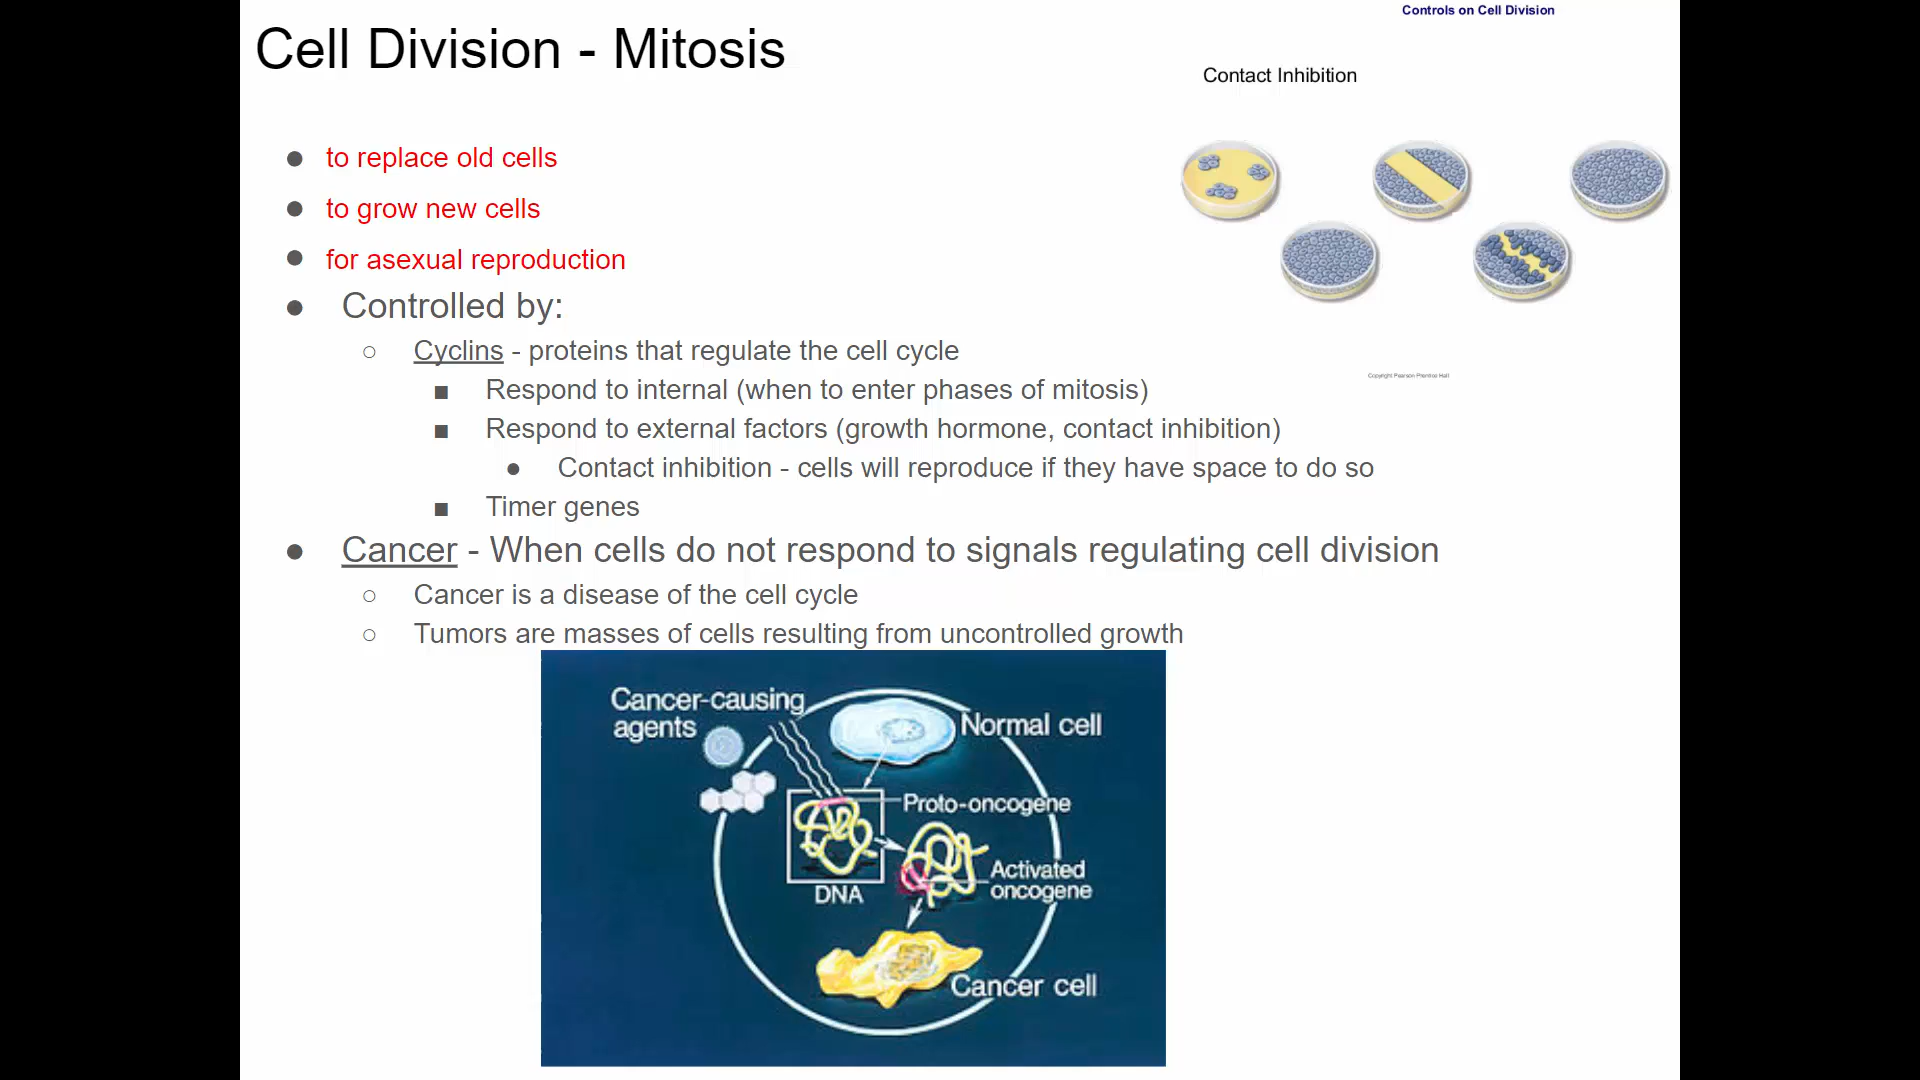 Controls on Cell Division
Cell Division - Mitosis
Contact Inhibition
● to replace old cells
● to grow new cells
● for asexual reproduction
● Controlled by:
○ Cyclins - proteins that regulate the cell cycle
■ Respond to internal (when to enter phases of mitosis)
■ Respond to external factors (growth hormone, contact inhibition)
● Contact inhibition - cells will reproduce if they have space to do so
■ Timer genes
● Cancer - When cells do not respond to signals regulating cell division
○ Cancer is a disease of the cell cycle
○ Tumors are masses of cells resulting from uncontrolled growth
Copyright Pearson Prentice Hall
Cancer-causing
agents
Normal cell
Proto-oncogene
DNA
Activated
oncogene
Cancer cell